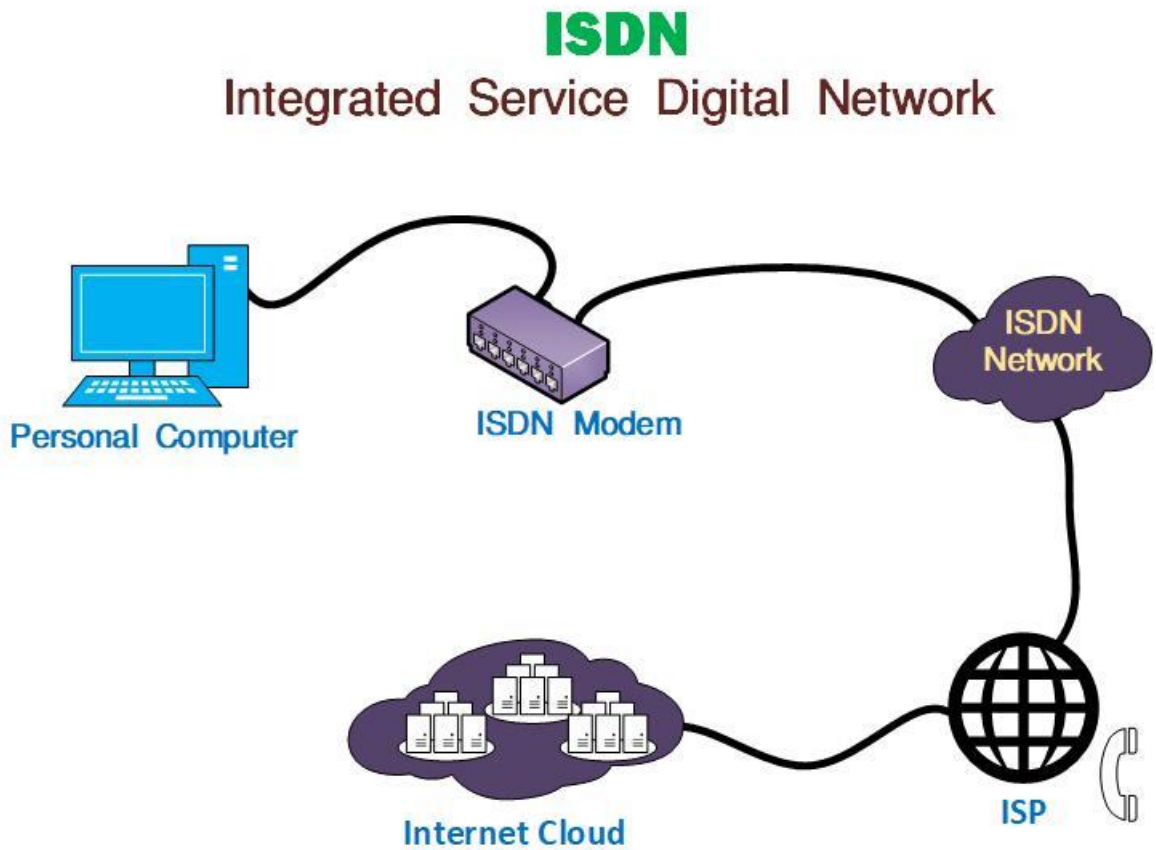 ISDN
Integrated Service Digital Network
Personal Computer
ISDN Modem
ISDN
Network
ISP
Internet Cloud